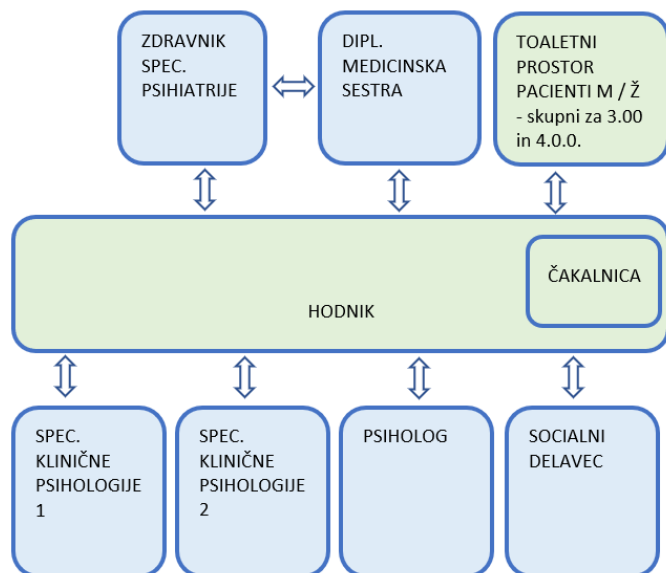 ZDRAVNIK
SPEC.
PSIHIATRIJE
DIPL.
MEDICINSKA
SESTRA
TOALETNI
PROSTOR
PACIENTI M / Ž
- skupni za 3.00
in 4.0.0.
ČAKALNICA
HODNIK
SPEC.
KLINIČNE
PSIHOLOGIJE
1
SPEC.
KLINIČNE
PSIHOLOGIJE
2
PSIHOLOG
SOCIALNI
DELAVEC